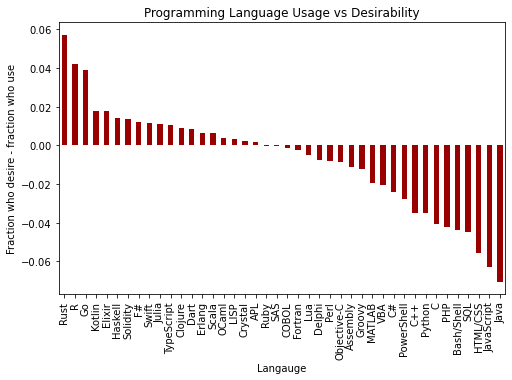 Programming Language Usage vs Desirability
Fraction who desire - fraction who use
0.06
0.04
0.02
0.00
−0.02
−0.04
−0.06
Rust
R
Go
Kotlin
Elixir
Haskell
Solidity
F#
Swift
Julia
TypeScript
Clojure
Dart
Erlang
Scala
OCaml
LISP
Crystal
APL
Ruby
SAS
COBOL
Fortran
Lua
Delphi
Perl
Objective-C
Assembly
Groovy
MATLAB
VBA
C#
PowerShell
C++
Python
C
PHP
Bash/Shell
SQL
HTML/CSS
JavaScript
Java
Langauge